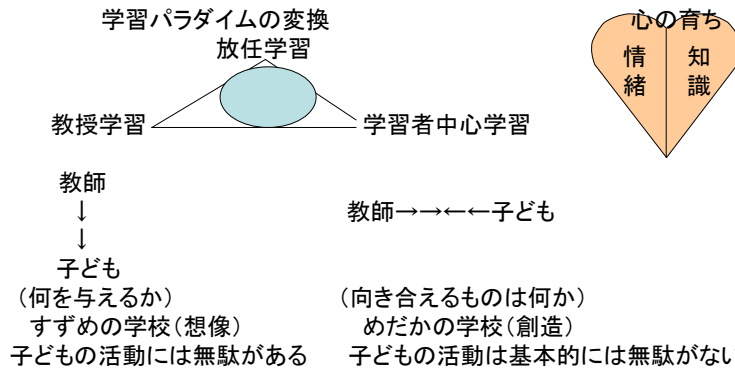 学習パラダイムの変換
放任学習
教授学習
学習者中心学習
心の育ち
情緒
知識
教師
↓
↓
子ども
(何を与えるか)
すずめの学校(想像)
子どもの活動には無駄がある
教師→→←←子ども
(向き合えるものは何か)
めだかの学校(創造)
子どもの活動は基本的には無駄がない